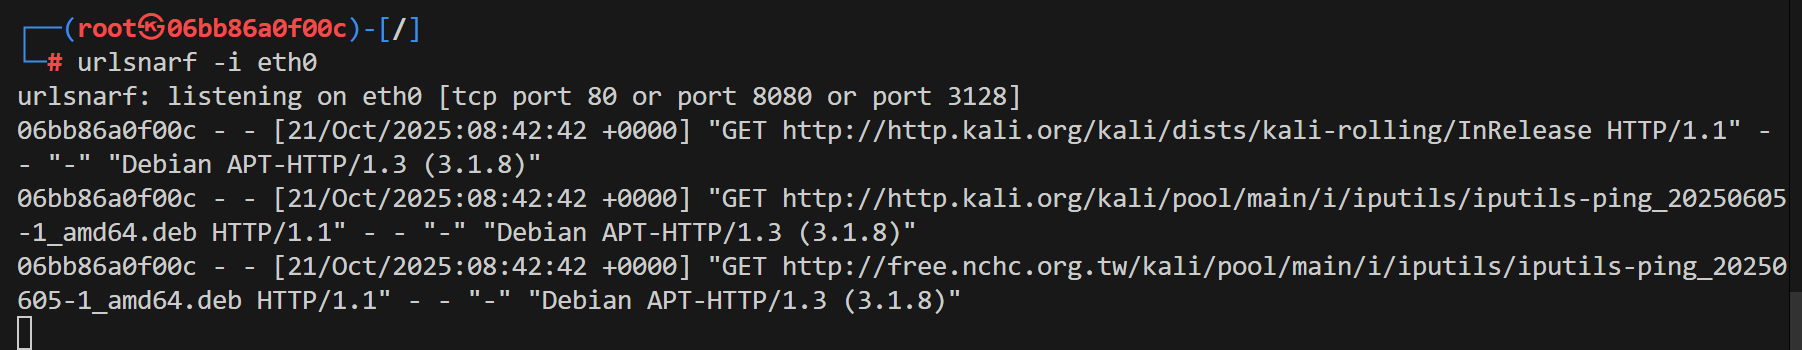 ┌──(root㉿06bb86a0f00c)-[/]
└─# urlsnarf -i eth0
urlsnarf: listening on eth0 [tcp port 80 or port 8080 or port 3128]
06bb86a0f00c - - [21/Oct/2025:08:42:42 +0000] "GET http://http.kali.org/kali/dists/kali-rolling/InRelease HTTP/1.1" -
- "-" "Debian APT-HTTP/1.3 (3.1.8)"
06bb86a0f00c - - [21/Oct/2025:08:42:42 +0000] "GET http://http.kali.org/kali/pool/main/i/iputils/iputils-ping_20250605
-1_amd64.deb HTTP/1.1" - - "-" "Debian APT-HTTP/1.3 (3.1.8)"
06bb86a0f00c - - [21/Oct/2025:08:42:42 +0000] "GET http://free.nchc.org.tw/kali/pool/main/i/iputils/iputils-ping_20250
605-1_amd64.deb HTTP/1.1" - - "-" "Debian APT-HTTP/1.3 (3.1.8)"